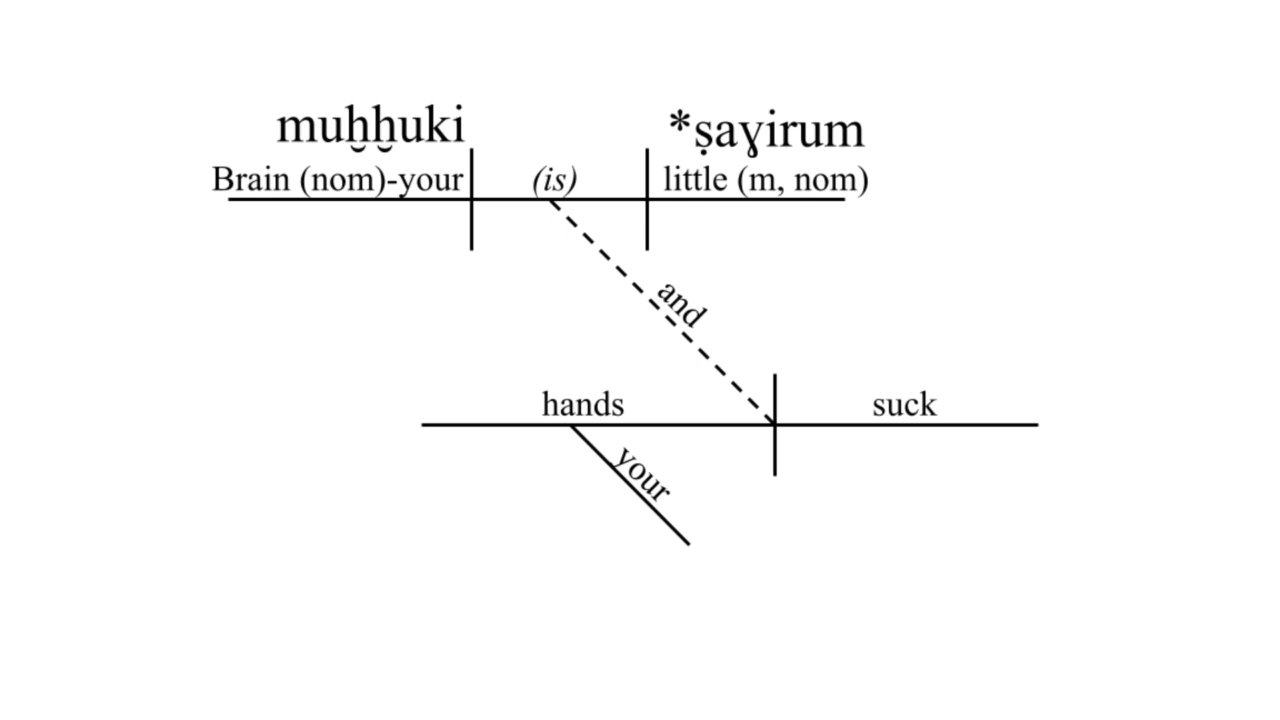 muḫḫuki
*ṣaɣirum
Brain (nom)-your
(is)
little (m, nom)
and
hands
suck
your